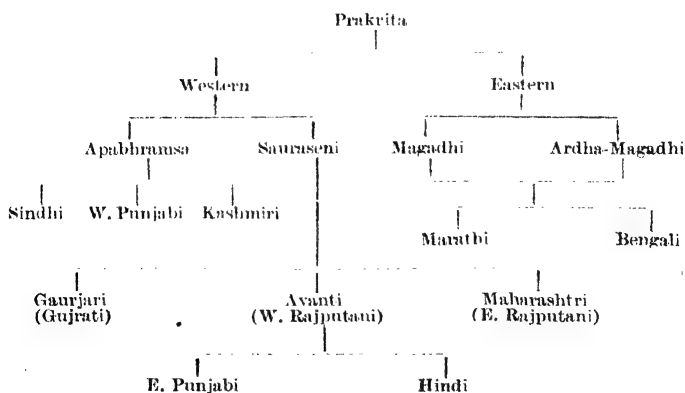 Prakrita
Western Eastern
Apabhramsa Sauraseni Magadhi Ardha-Magadhi
Sindhi W. Punjabi Kashmiri
Marathi Bengali
Gaurjari Avanti Maharashtri
(Gujrati) (W. Rajputani) (E. Rajputani)
E. Punjabi Hindi